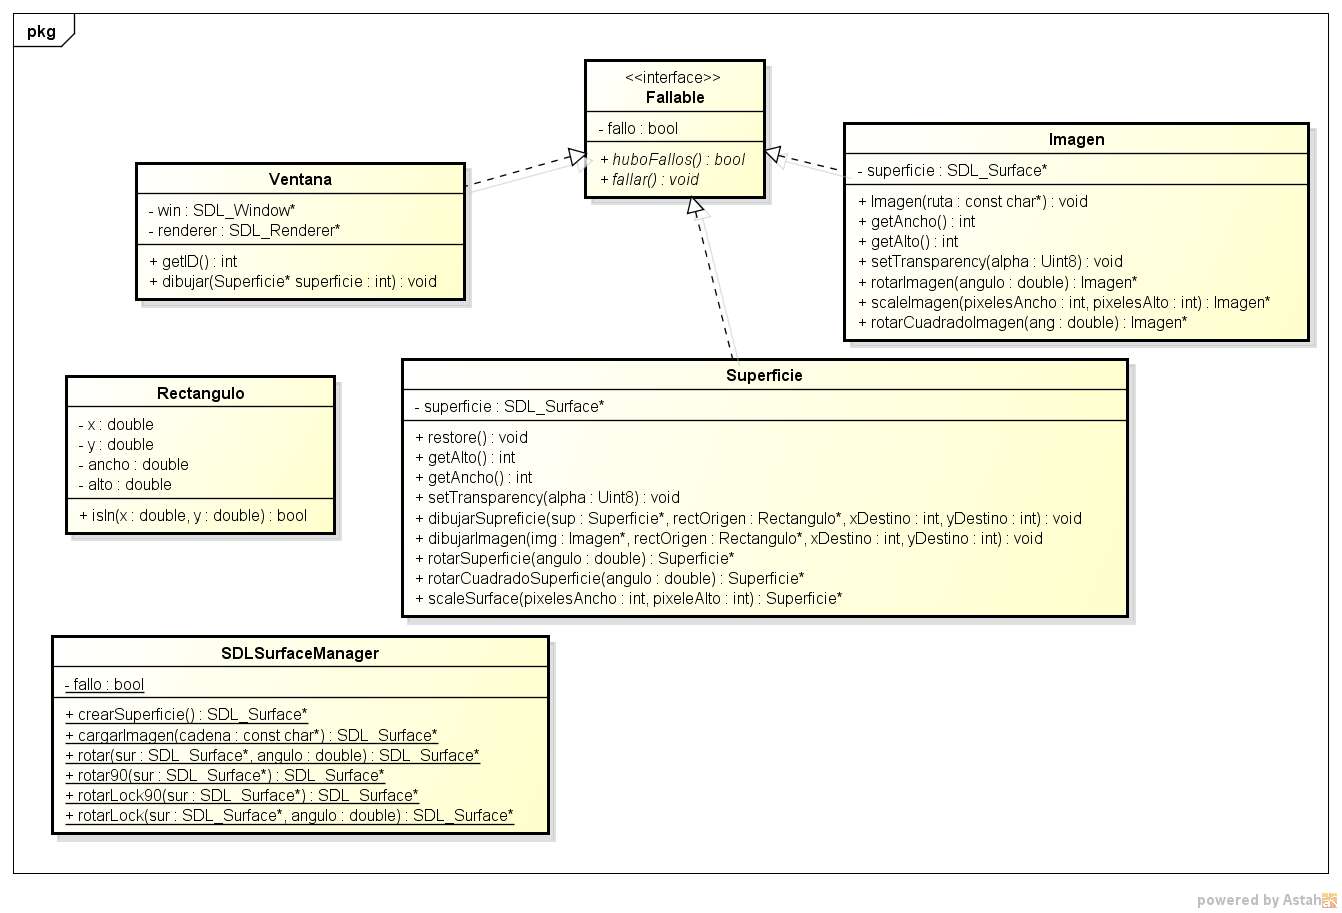 pkg
<<interface>>
Fallable
- fallo : bool
+ huboFallos() : bool
+ fallar() : void
Imagen
- superficie : SDL_Surface*
+ Imagen(ruta : const char*) : void
+ getAncho() : int
+ getAlto() : int
+ setTransparency(alpha : Uint8) : void
+ rotarImagen(angulo : double) : Imagen*
+ scaleImagen(pixelesAncho : int, pixelesAlto : int) : Imagen*
+ rotarCuadradoImagen(ang : double) : Imagen*
Ventana
- win : SDL_Window*
- renderer : SDL_Renderer*
+ getID() : int
+ dibujar(Superficie* superficie : int) : void
Rectangulo
- x : double
- y : double
- ancho : double
- alto : double
+ isIn(x : double, y : double) : bool
Superficie
- superficie : SDL_Surface*
+ restore() : void
+ getAlto() : int
+ getAncho() : int
+ setTransparency(alpha : Uint8) : void
+ dibujarSupreficie(sup : Superficie*, rectOrigen : Rectangulo*, xDestino : int, yDestino : int) : void
+ dibujarImagen(img : Imagen*, rectOrigen : Rectangulo*, xDestino : int, yDestino : int) : void
+ rotarSuperficie(angulo : double) : Superficie*
+ rotarCuadradoSuperficie(angulo : double) : Superficie*
+ scaleSurface(pixelesAncho : int, pixeleAlto : int) : Superficie*
SDLSurfaceManager
- fallo : bool
+ crearSuperficie() : SDL_Surface*
+ cargarImagen(cadena : const char*) : SDL_Surface*
+ rotar(sur : SDL_Surface*, angulo : double) : SDL_Surface*
+ rotar90(sur : SDL_Surface*) : SDL_Surface*
+ rotarLock90(sur : SDL_Surface*) : SDL_Surface*
+ rotarLock(sur : SDL_Surface*, angulo : double) : SDL_Surface*
powered by Astah